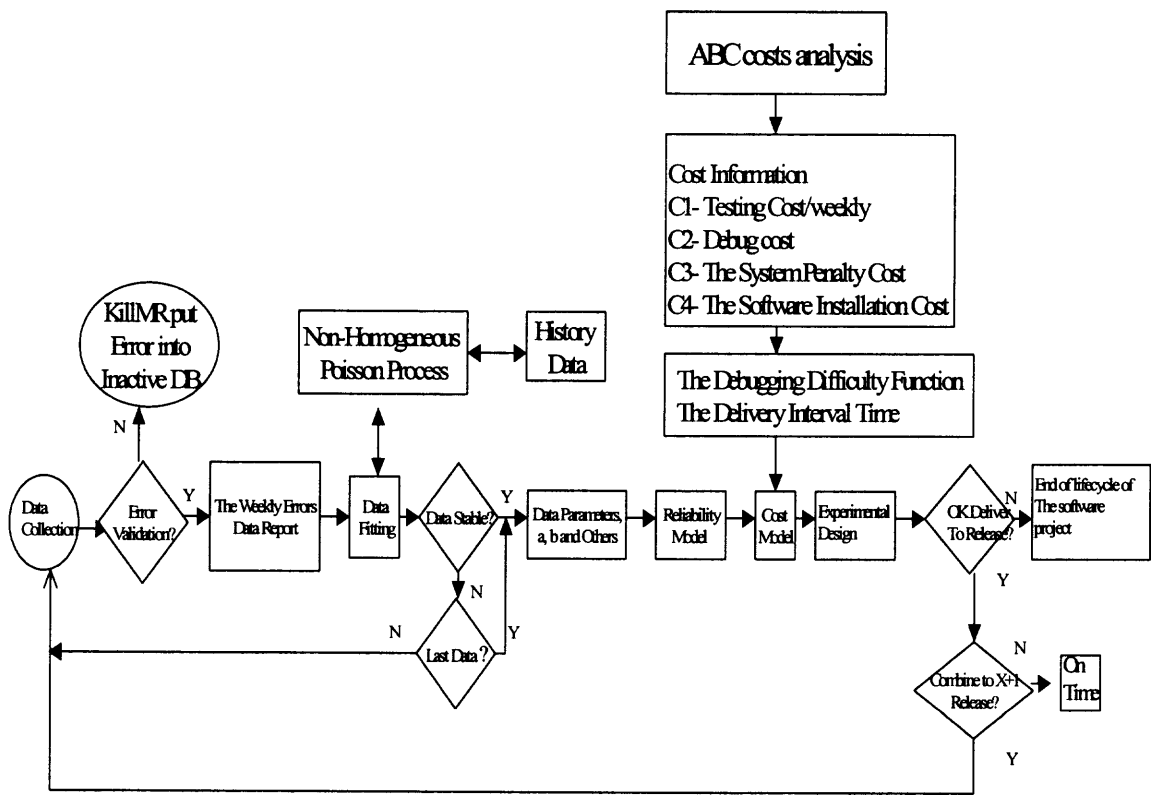 ABC costs analysis
Cost Information
C1- Testing Cost/weekly
C2- Debug cost
C3- The System Penalty Cost
C4- The Software Installation Cost
Kill MR put
Error into
Inactive DB.
Non-Homogeneous
Poisson Process
History
Data
The Debugging Difficulty Function
The Delivery Interval Time
N
Data
Collection
Error
Validation?
Y
The Weekly Errors
Data Report
Data
Fitting
Data Stable?
Y
Data Parameters,
a, b and Others
Reliability
Model
Cost
Model
Experimental
Design
OK Deliver
To Release?
N
End of lifecycle of
The software
project
N
Y
N
Last Data?
Y
Combine to X+1
Release?
N
On
Time
Y